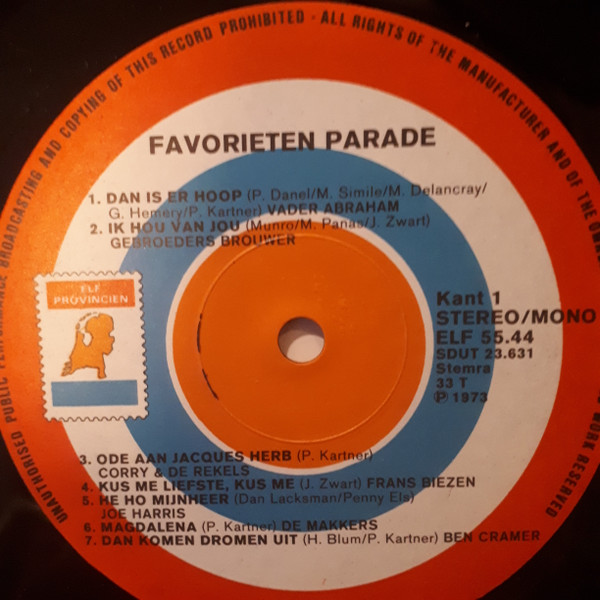 UNAUTHORISED PUBLIC PERFORMANCE BROADCASTING AND COPYING OF THIS RECORD PROHIBITED · ALL RIGHTS OF THE MANUFACTURER AND OF THE OWNER
WORK RESERVED
FAVORIETEN PARADE
1. DAN IS ER HOOP (P. Danel/M. Simile/M. Delancray/
G. Hemery/P. Kartner) VADER ABRAHAM
2. IK HOU VAN JOU (Munro/M. Panas/J. Zwart)
GEBROEDERS BROUWER
ELF
PROVINCIEN
Kant 1
STEREO/MONO
ELF 55.44
SDUT 23.631
Stemra
33 T
℗ 1973
3. ODE AAN JACQUES HERB (P. Kartner)
CORRY & DE REKELS
4. KUS ME LIEFSTE, KUS ME (J. Zwart) FRANS BIEZEN
5. HE HO MIJNHEER (Dan Lacksman/Penny Els)
JOE HARRIS
6. MAGDALENA (P. Kartner) DE MAKKERS
7. DAN KOMEN DROMEN UIT (H. Blum/P. Kartner) BEN CRAMER